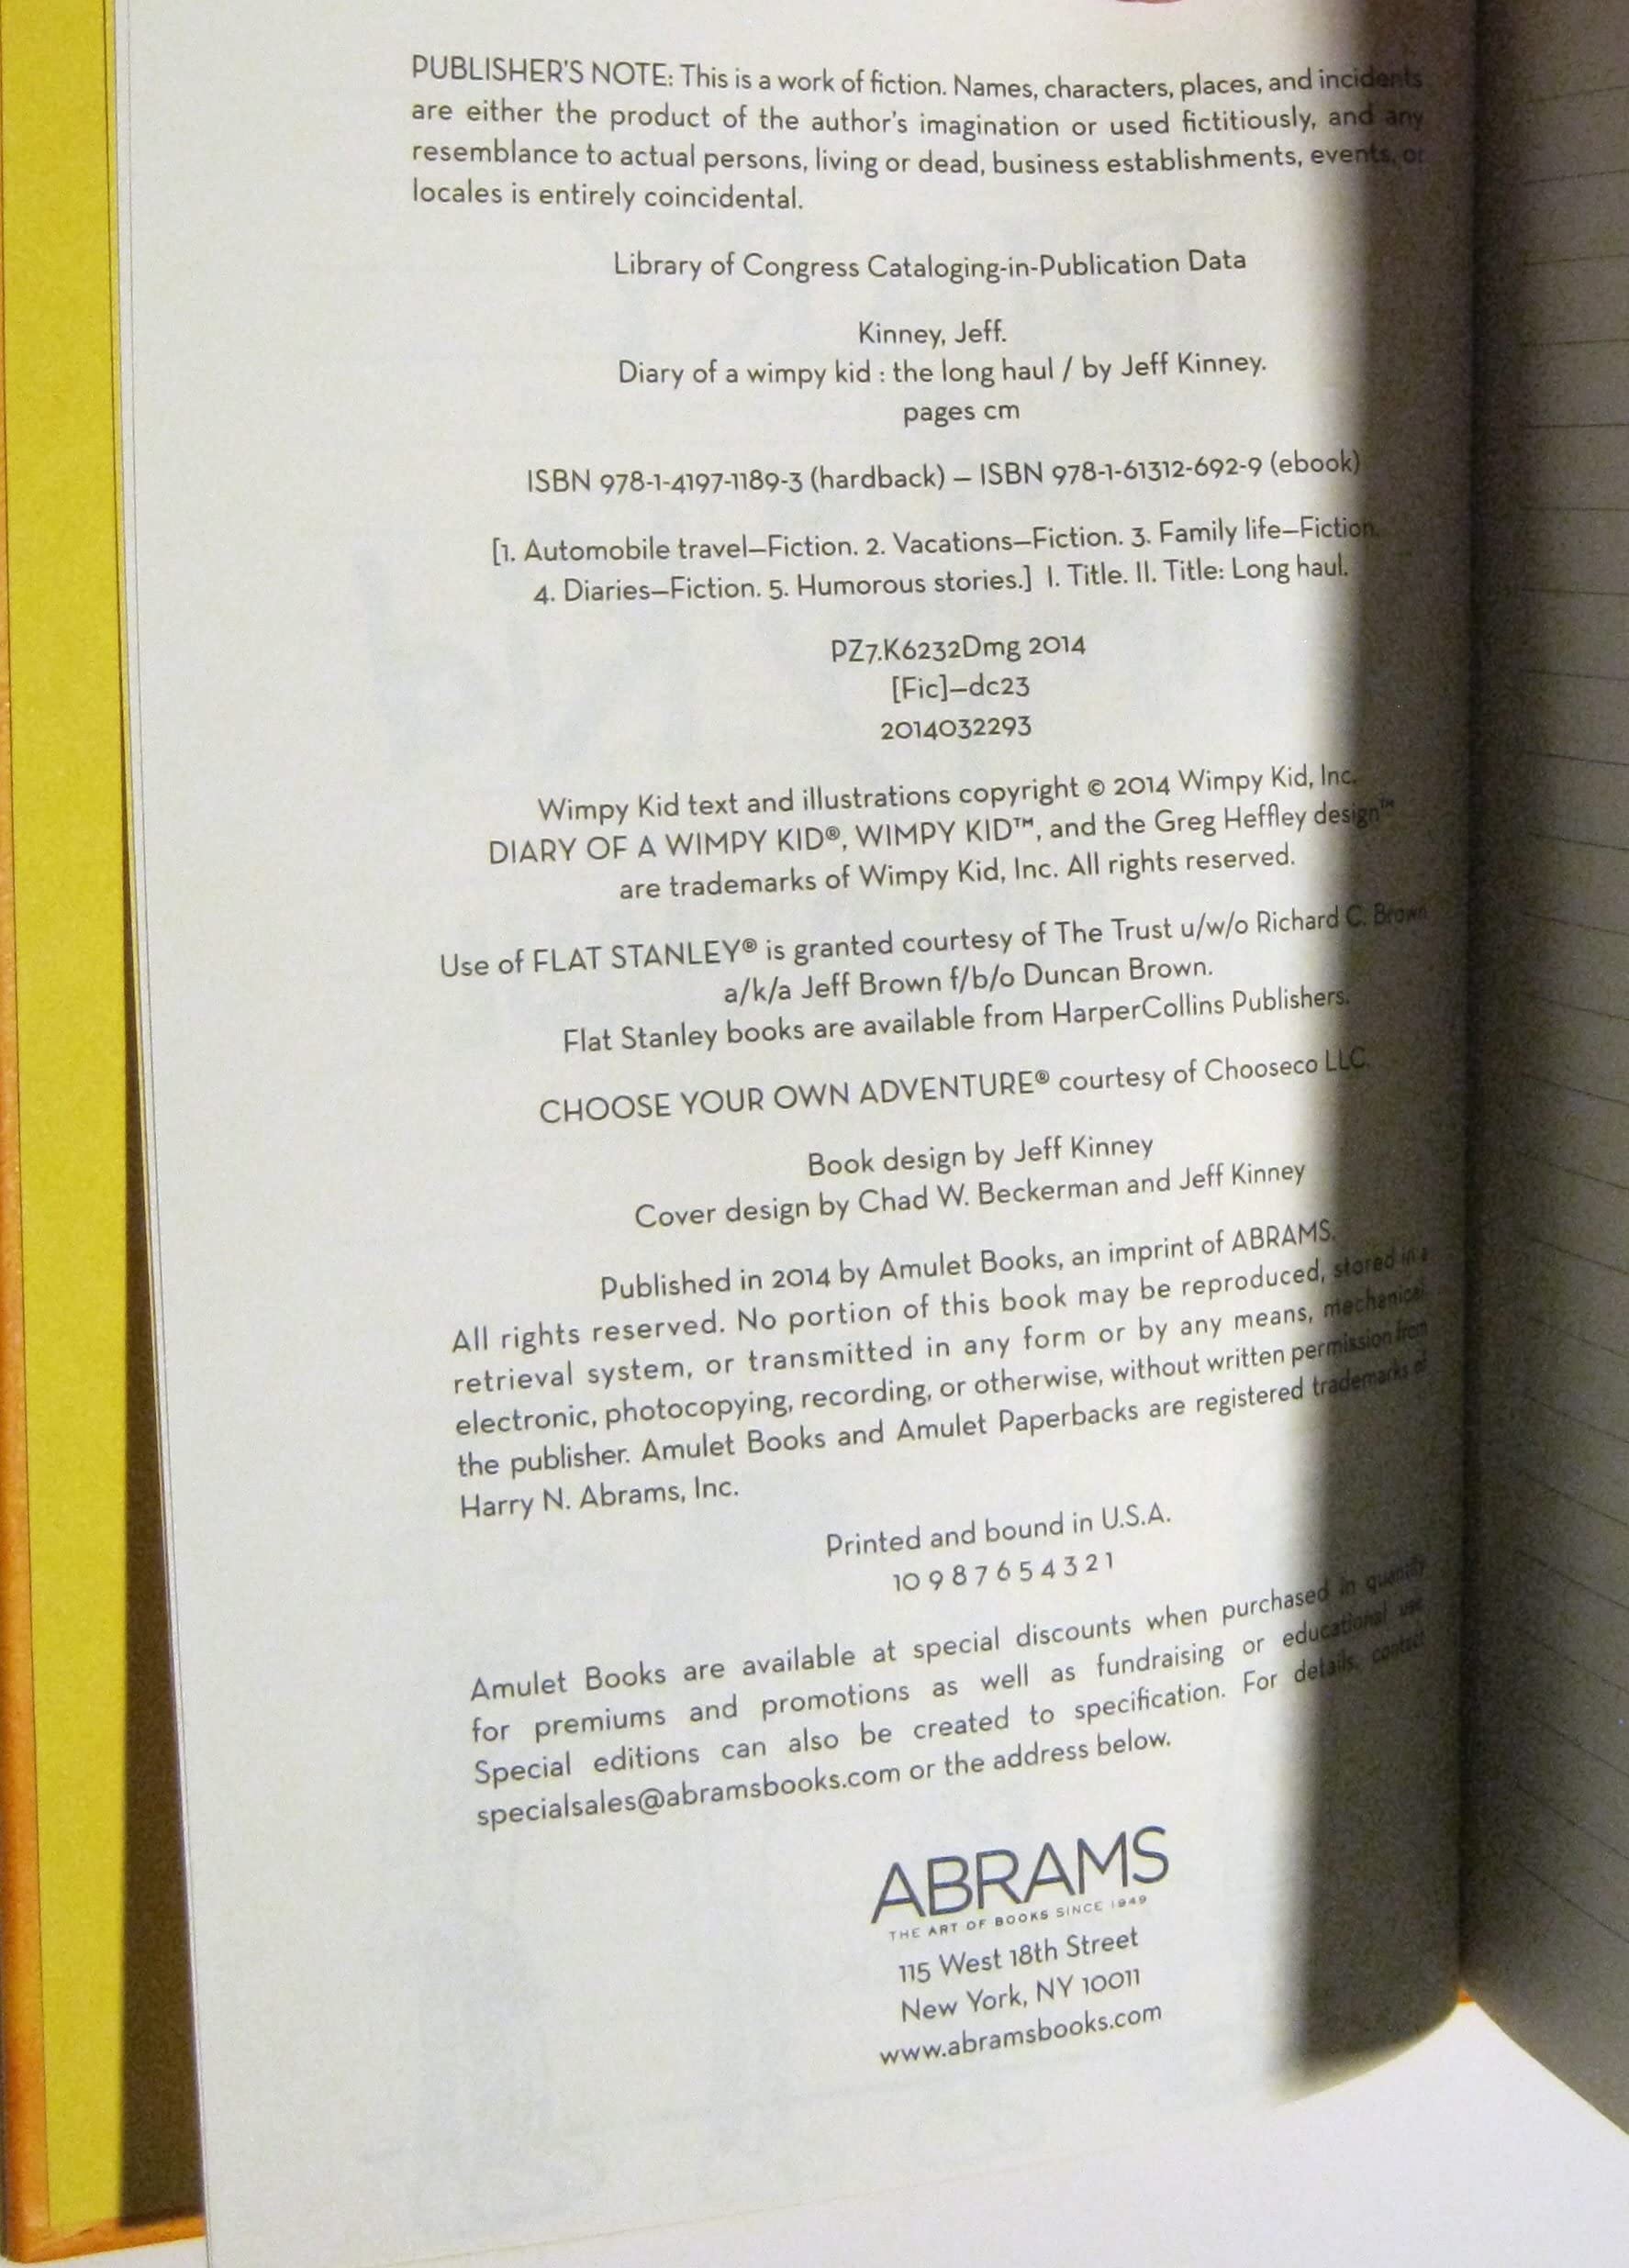 PUBLISHER'S NOTE: This is a work of fiction. Names, characters, places, and incidents
are either the product of the author's imagination or used fictitiously, and any
resemblance to actual persons, living or dead, business establishments, events, or
locales is entirely coincidental.
Library of Congress Cataloging-in-Publication Data
Kinney, Jeff.
Diary of a wimpy kid : the long haul / by Jeff Kinney.
pages cm
ISBN 978-1-4197-1189-3 (hardback) – ISBN 978-1-61312-692-9 (ebook)
[1. Automobile travel–Fiction. 2. Vacations–Fiction. 3. Family life–Fiction.
4. Diaries–Fiction. 5. Humorous stories.] I. Title. II. Title: Long haul.
PZ7.K6232Dmg 2014
[Fic]–dc23
2014032293
Wimpy Kid text and illustrations copyright © 2014 Wimpy Kid, Inc.
DIARY OF A WIMPY KID®, WIMPY KID™, and the Greg Heffley design™
are trademarks of Wimpy Kid, Inc. All rights reserved.
Use of FLAT STANLEY® is granted courtesy of The Trust u/w/o Richard C. Brown
a/k/a Jeff Brown f/b/o Duncan Brown.
Flat Stanley books are available from HarperCollins Publishers.
CHOOSE YOUR OWN ADVENTURE® courtesy of Chooseco LLC.
Book design by Jeff Kinney
Cover design by Chad W. Beckerman and Jeff Kinney
Published in 2014 by Amulet Books, an imprint of ABRAMS.
All rights reserved. No portion of this book may be reproduced, stored in a
retrieval system, or transmitted in any form or by any means, mechanical,
electronic, photocopying, recording, or otherwise, without written permission from
the publisher. Amulet Books and Amulet Paperbacks are registered trademarks of
Harry N. Abrams, Inc.
Printed and bound in U.S.A.
10 9 8 7 6 5 4 3 2 1
Amulet Books are available at special discounts when purchased in quantity
for premiums and promotions as well as fundraising or educational use.
Special editions can also be created to specification. For details, contact
specialsales@abramsbooks.com or the address below.
ABRAMS
THE ART OF BOOKS SINCE 1949
115 West 18th Street
New York, NY 10011
www.abramsbooks.com